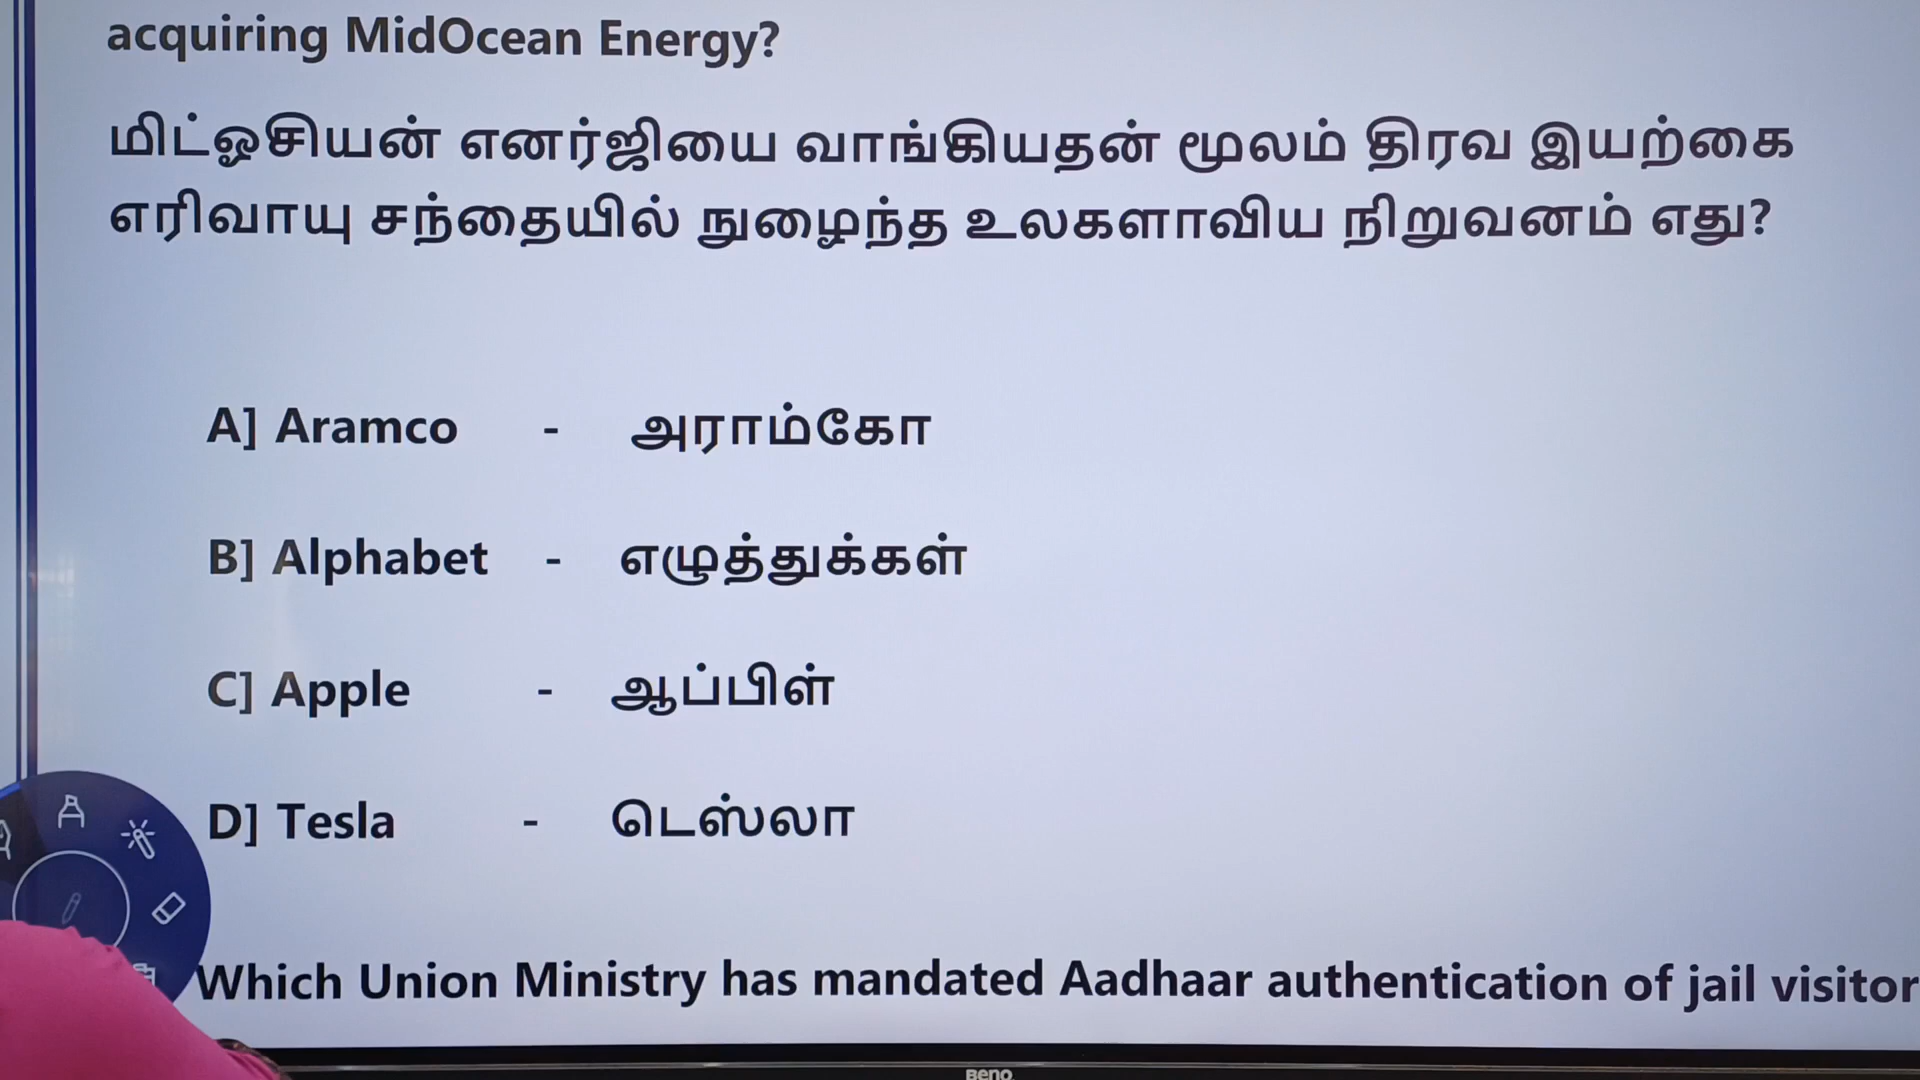 acquiring MidOcean Energy?
மிட்ஓசியன் எனர்ஜியை வாங்கியதன் மூலம் திரவ இயற்கை
எரிவாயு சந்தையில் நுழைந்த உலகளாவிய நிறுவனம் எது?
A] Aramco - அராம்கோ
B] Alphabet - எழுத்துக்கள்
C] Apple - ஆப்பிள்
D] Tesla - டெஸ்லா
Which Union Ministry has mandated Aadhaar authentication of jail visitor
BenQ